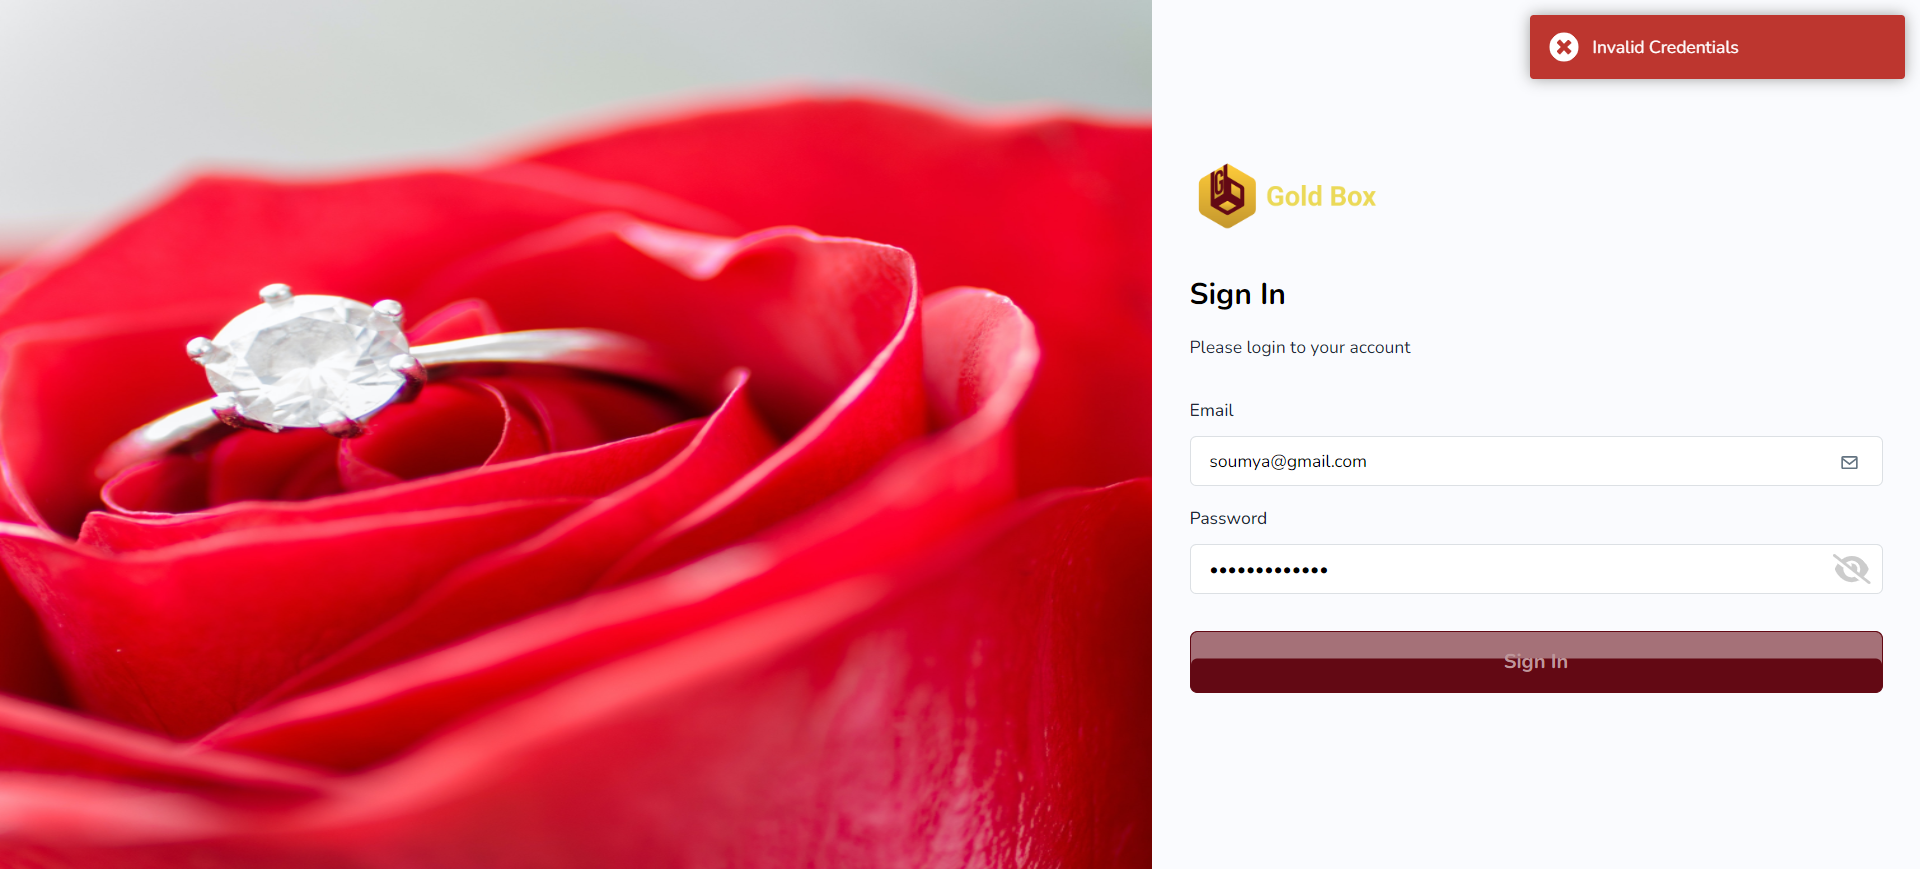 Invalid Credentials
Gold Box
Sign In
Please login to your account
Email
soumya@gmail.com
Password
•••••••••••••
Sign In